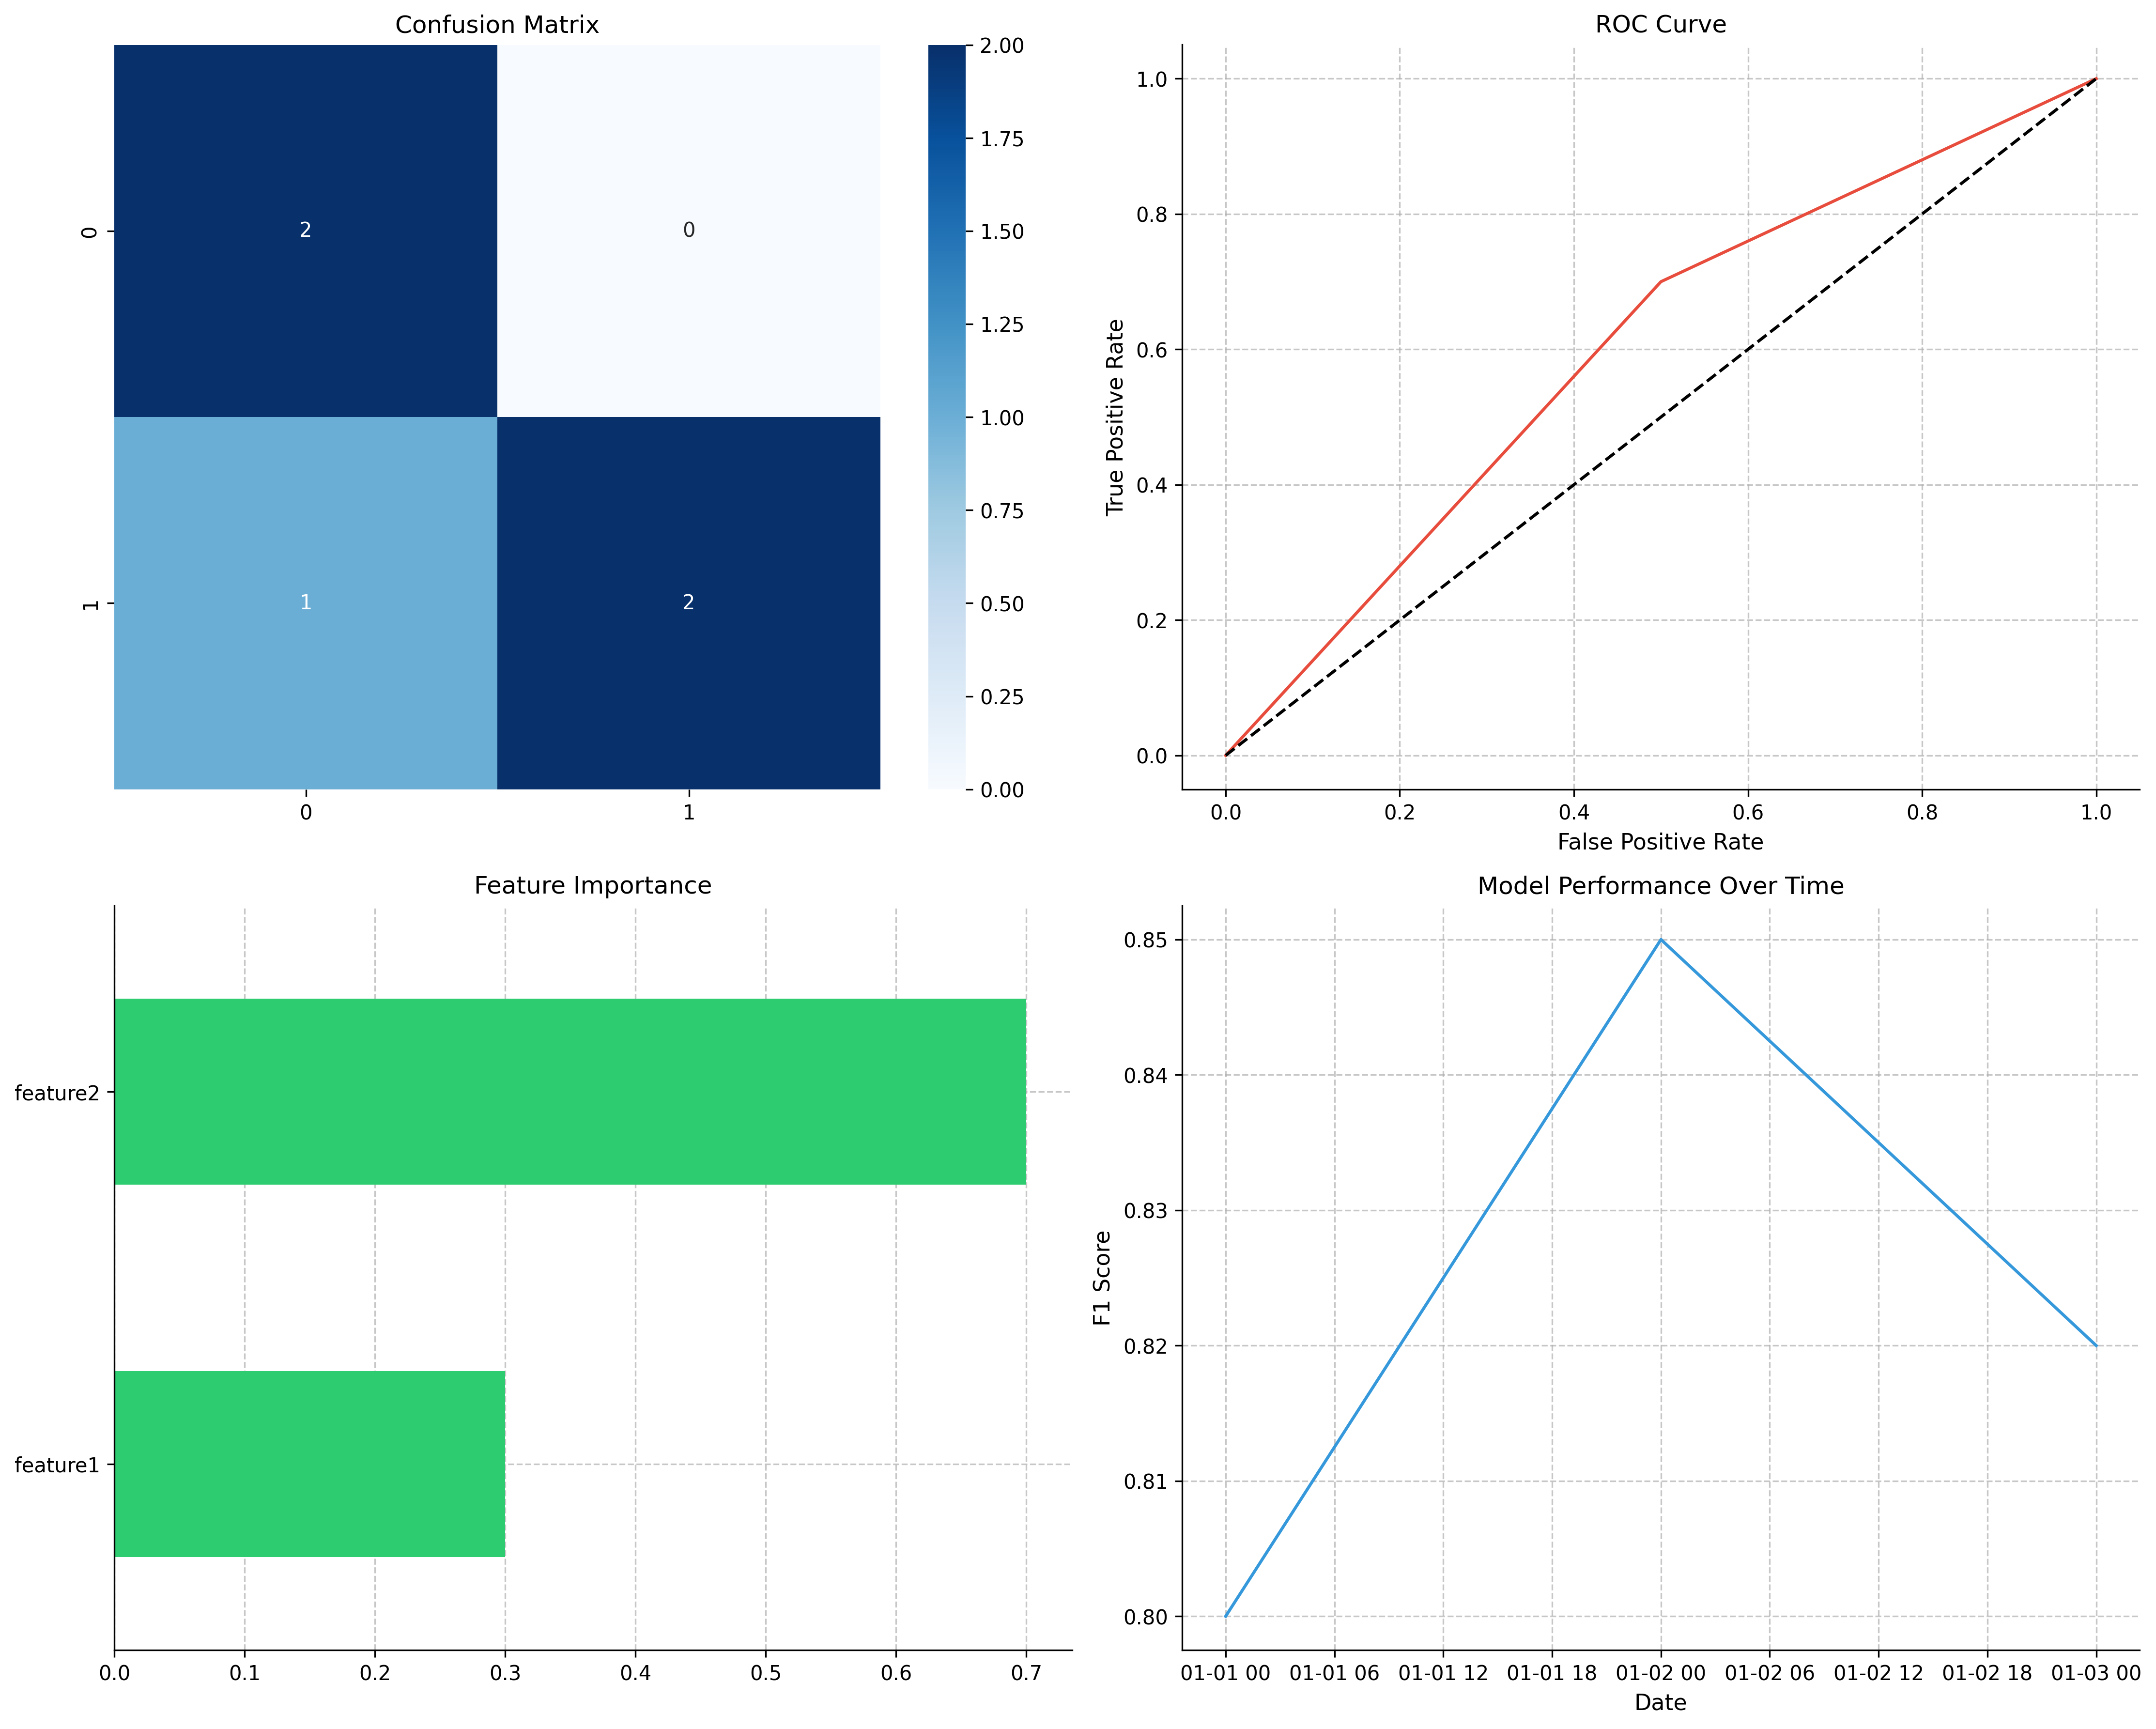 Confusion Matrix
2.00
1.75
1.50
1.25
1.00
0.75
0.50
0.25
0.00
0
1
2
0
1
2
0
1
ROC Curve
True Positive Rate
1.0
0.8
0.6
0.4
0.2
0.0
0.0 0.2 0.4 0.6 0.8 1.0
False Positive Rate
Feature Importance
feature2
feature1
0.0 0.1 0.2 0.3 0.4 0.5 0.6 0.7
Model Performance Over Time
F1 Score
0.85
0.84
0.83
0.82
0.81
0.80
01-01 00 01-01 06 01-01 12 01-01 18 01-02 00 01-02 06 01-02 12 01-02 18 01-03 00
Date